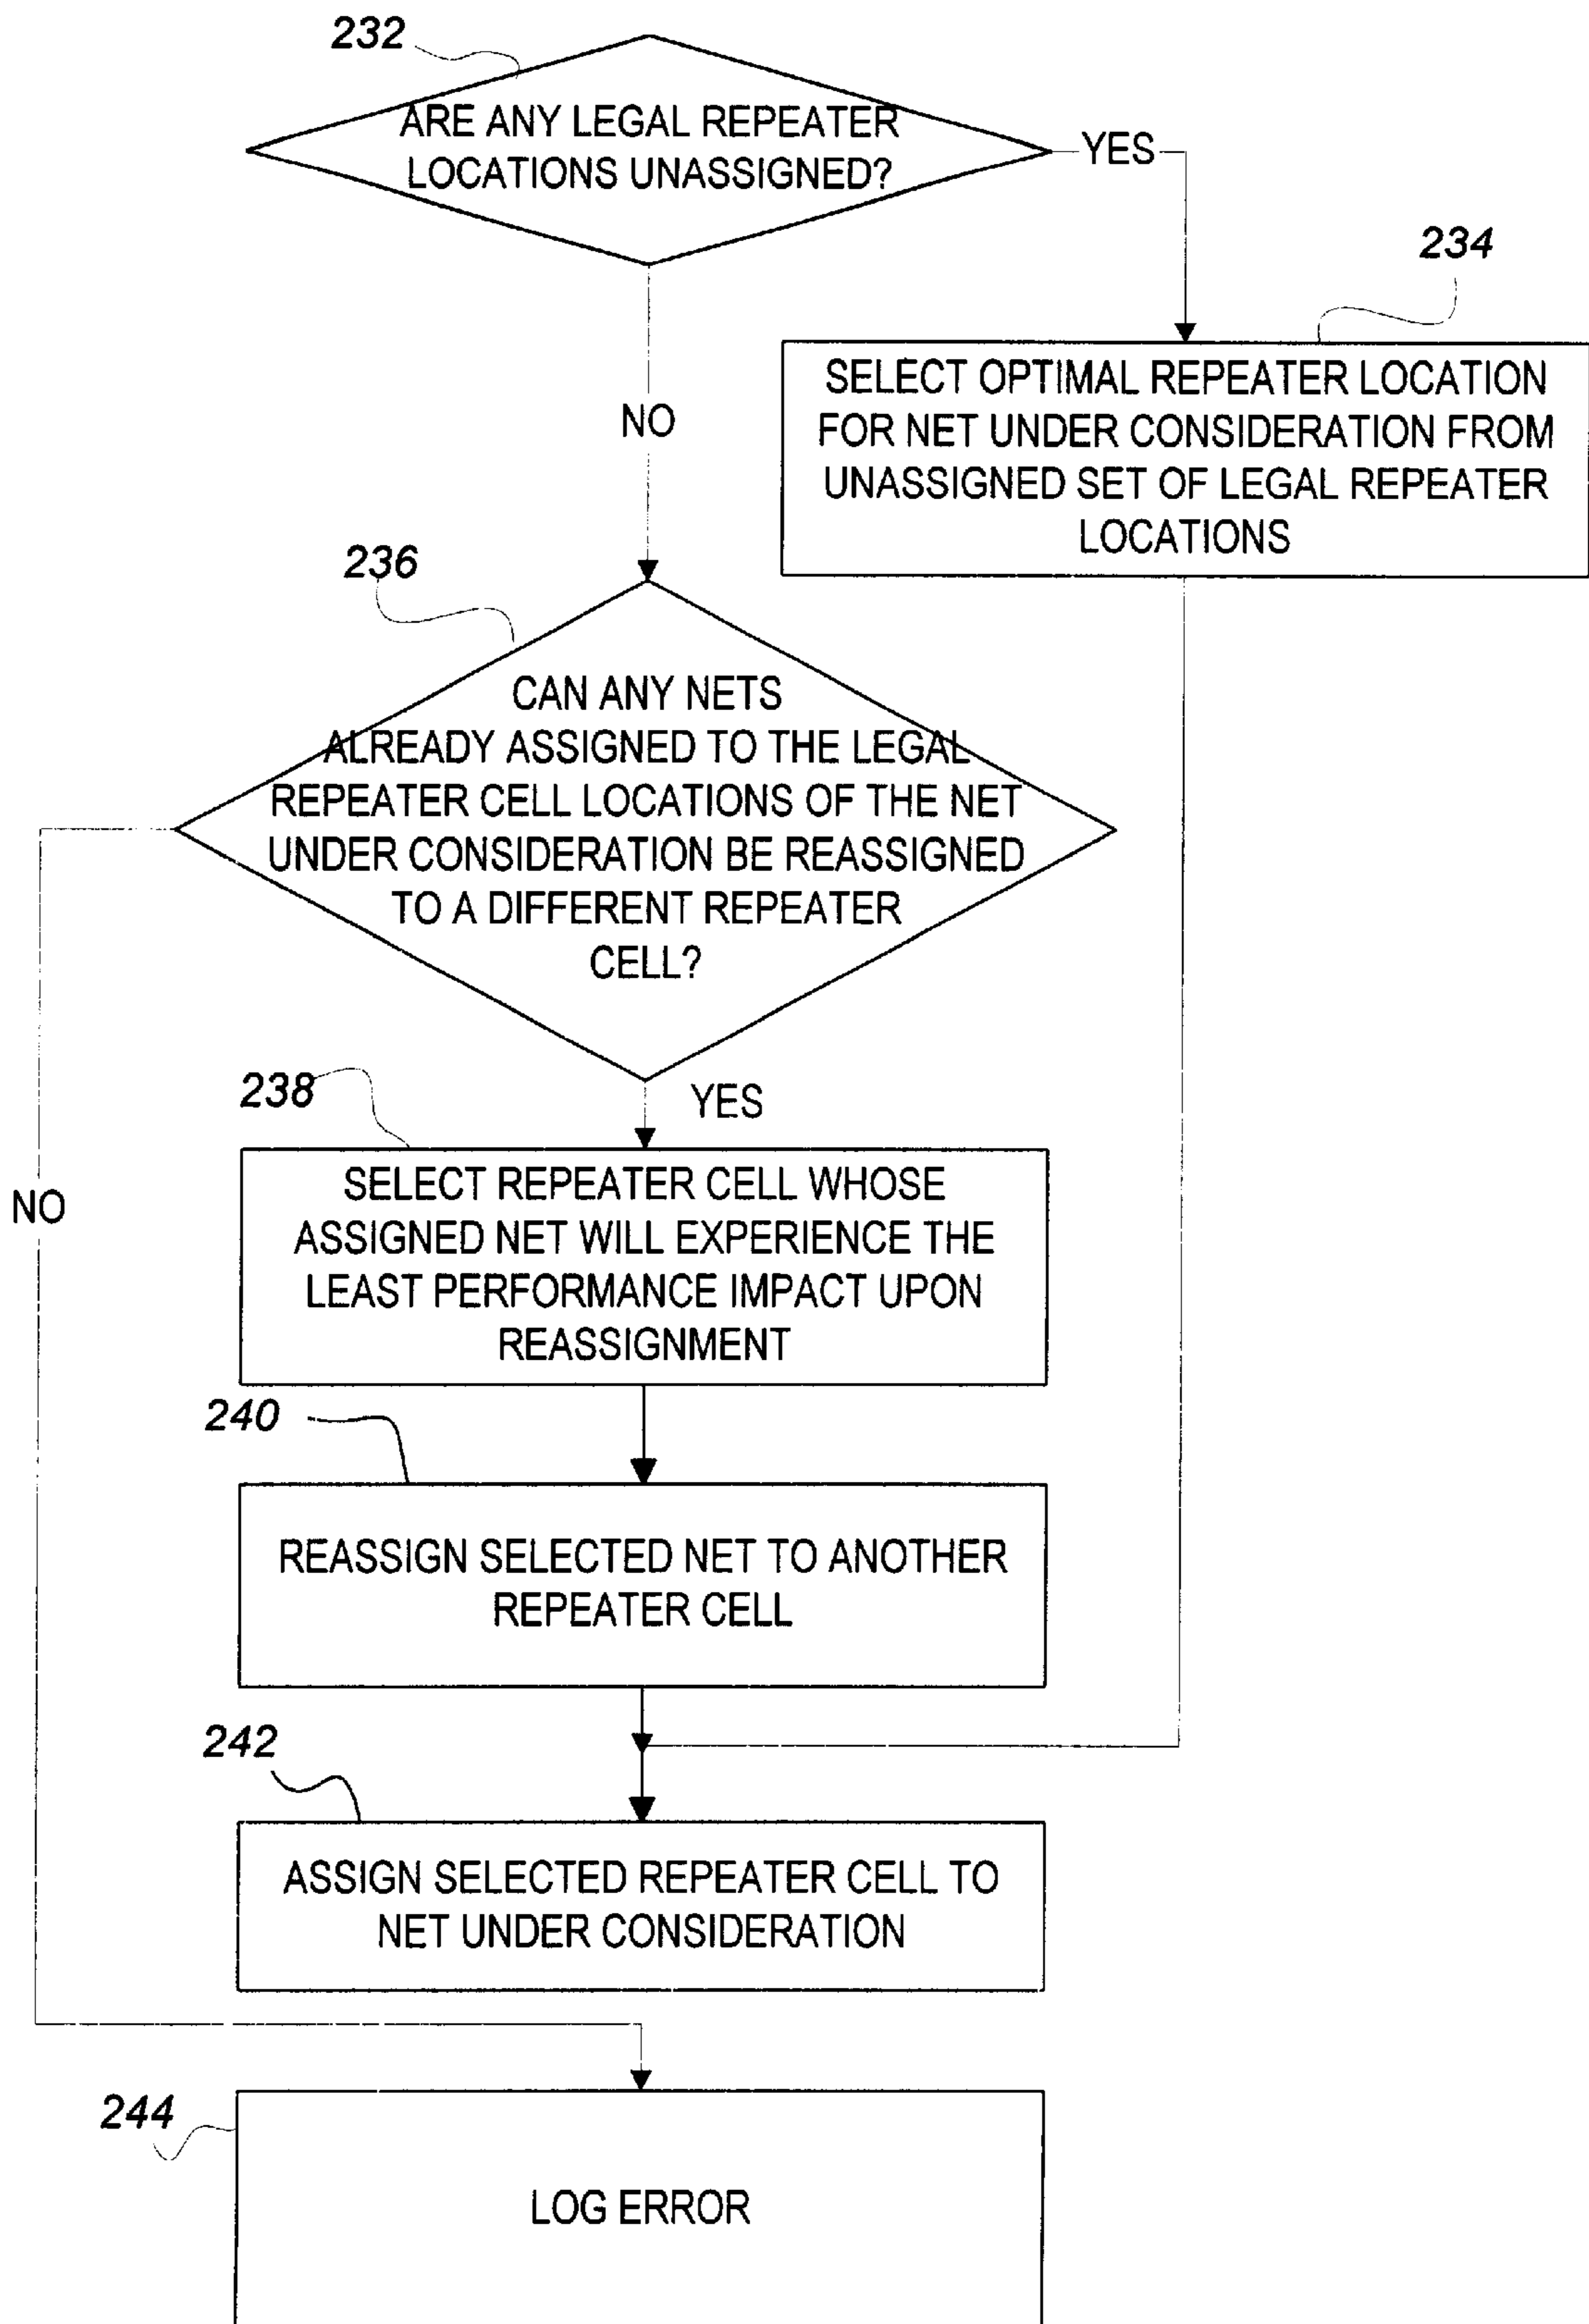 232
ARE ANY LEGAL REPEATER
LOCATIONS UNASSIGNED?
YES
234
SELECT OPTIMAL REPEATER LOCATION
FOR NET UNDER CONSIDERATION FROM
UNASSIGNED SET OF LEGAL REPEATER
LOCATIONS
NO
236
CAN ANY NETS
ALREADY ASSIGNED TO THE LEGAL
REPEATER CELL LOCATIONS OF THE NET
UNDER CONSIDERATION BE REASSIGNED
TO A DIFFERENT REPEATER
CELL?
238
YES
NO
SELECT REPEATER CELL WHOSE
ASSIGNED NET WILL EXPERIENCE THE
LEAST PERFORMANCE IMPACT UPON
REASSIGNMENT
240
REASSIGN SELECTED NET TO ANOTHER
REPEATER CELL
242
ASSIGN SELECTED REPEATER CELL TO
NET UNDER CONSIDERATION
244
LOG ERROR